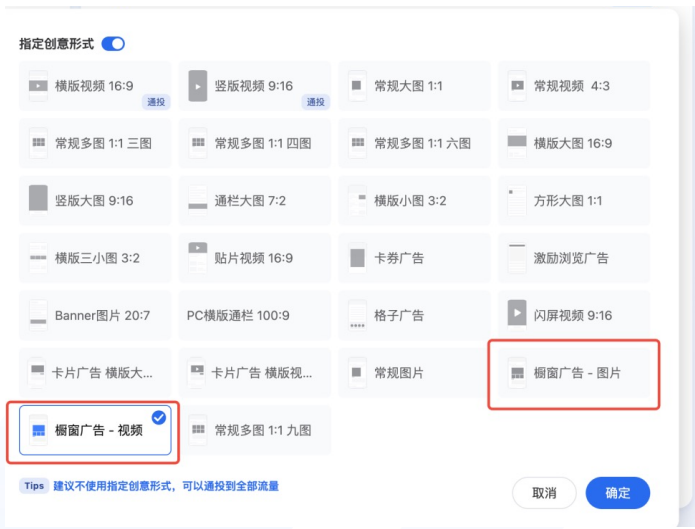 指定创意形式
横版视频 16:9
通投
竖版视频 9:16
通投
常规大图 1:1
常规视频 4:3
常规多图 1:1 三图
常规多图 1:1 四图
常规多图 1:1 六图
横版大图 16:9
竖版大图 9:16
通栏大图 7:2
横版小图 3:2
方形大图 1:1
横版三小图 3:2
贴片视频 16:9
卡券广告
激励浏览广告
Banner图片 20:7
PC横版通栏 100:9
格子广告
闪屏视频 9:16
卡片广告 横版大...
卡片广告 横版视...
常规图片
橱窗广告 - 图片
橱窗广告 - 视频
常规多图 1:1 九图
Tips 建议不使用指定创意形式，可以通投到全部流量
取消
确定